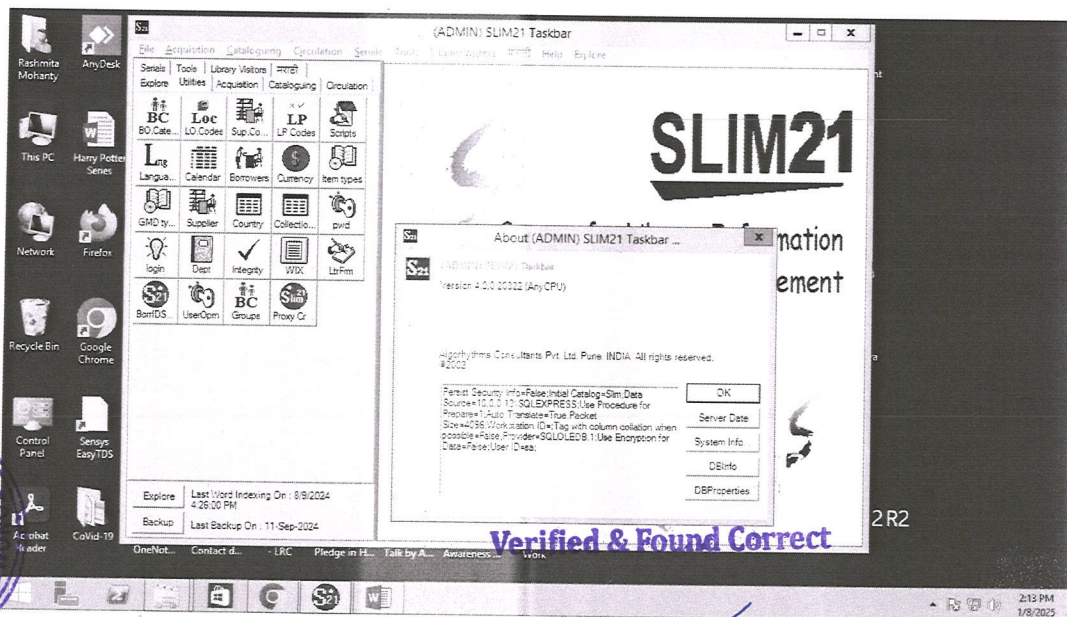 Rashmita
Mohanty
AnyDesk
This PC
Harry Potter
Series
Network
Firefox
Recycle Bin
Google
Chrome
Control
Panel
Sensys
EasyTDS
Acrobat
Reader
CoVid-19
(ADMIN) SLIM21 Taskbar
File Acquisition Cataloguing Circulation Serials Tools Library Visitors मराठी Help Explore
Serials Tools Library Visitors मराठी
Explore Utilities Acquisition Cataloguing Circulation
BO.Cate... LO.Codes Sup.Co... LP Codes Scripts
Langua... Calendar Borrowers Currency Item types
GMD ty... Supplier Country Collectio... pwd
login Dept Integrity WIX LtrFrm
BorrIDS... UserOprn Groups Proxy Cr
Explore
Last Word Indexing On : 8/9/2024
4:26:00 PM
Backup
Last Backup On : 11-Sep-2024
SLIM21
mation
ement
About (ADMIN) SLIM21 Taskbar ...
(ADMIN) SLIM21 Taskbar
Version 4.0.0.20322 (AnyCPU)
Algorhythms Consultants Pvt. Ltd. Pune. INDIA. All rights reserved.
©2003
Persist Security Info=False;Initial Catalog=Slim;Data
Source=10.0.0.12\SQLEXPRESS;Use Procedure for
Prepare=1;Auto Translate=True;Packet
Size=4096;Workstation ID=;Tag with column collation when
possible=False;Provider=SQLOLEDB.1;Use Encryption for
Data=False;User ID=sa;
OK
Server Date
System Info...
DBInfo
DBProperties
2 R2
Verified & Found Correct
OneNot... Contact d... - LRC Pledge in H... Talk by A... Awareness ... Work
2:13 PM
1/8/2025